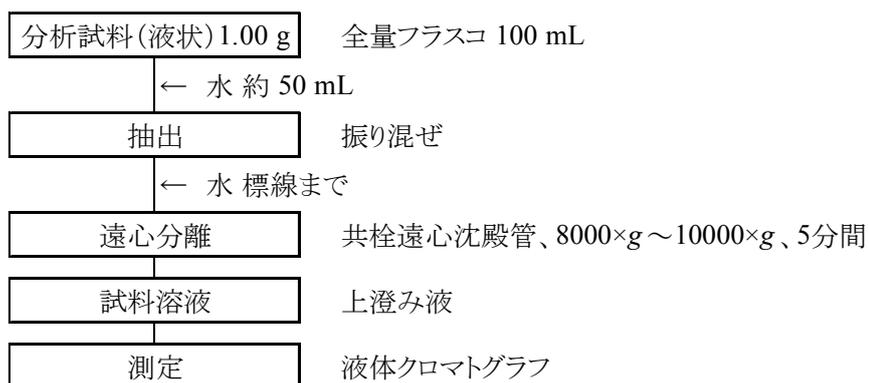 分析試料(液状)1.00 g 全量フラスコ 100 mL
← 水 約 50 mL
抽出 振り混ぜ
← 水 標線まで
遠心分離 共栓遠心沈殿管、8000×g～10000×g、5分間
試料溶液 上澄み液
測定 液体クロマトグラフ